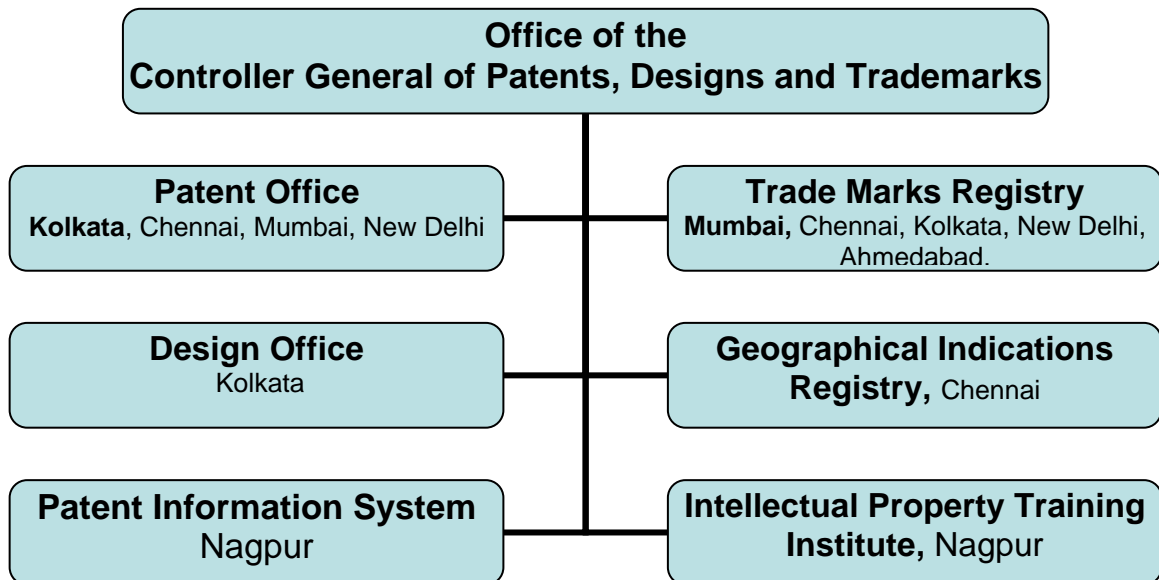 Office of the
Controller General of Patents, Designs and Trademarks
Patent Office
Kolkata, Chennai, Mumbai, New Delhi
Trade Marks Registry
Mumbai, Chennai, Kolkata, New Delhi,
Ahmedabad.
Design Office
Kolkata
Geographical Indications
Registry, Chennai
Patent Information System
Nagpur
Intellectual Property Training
Institute, Nagpur